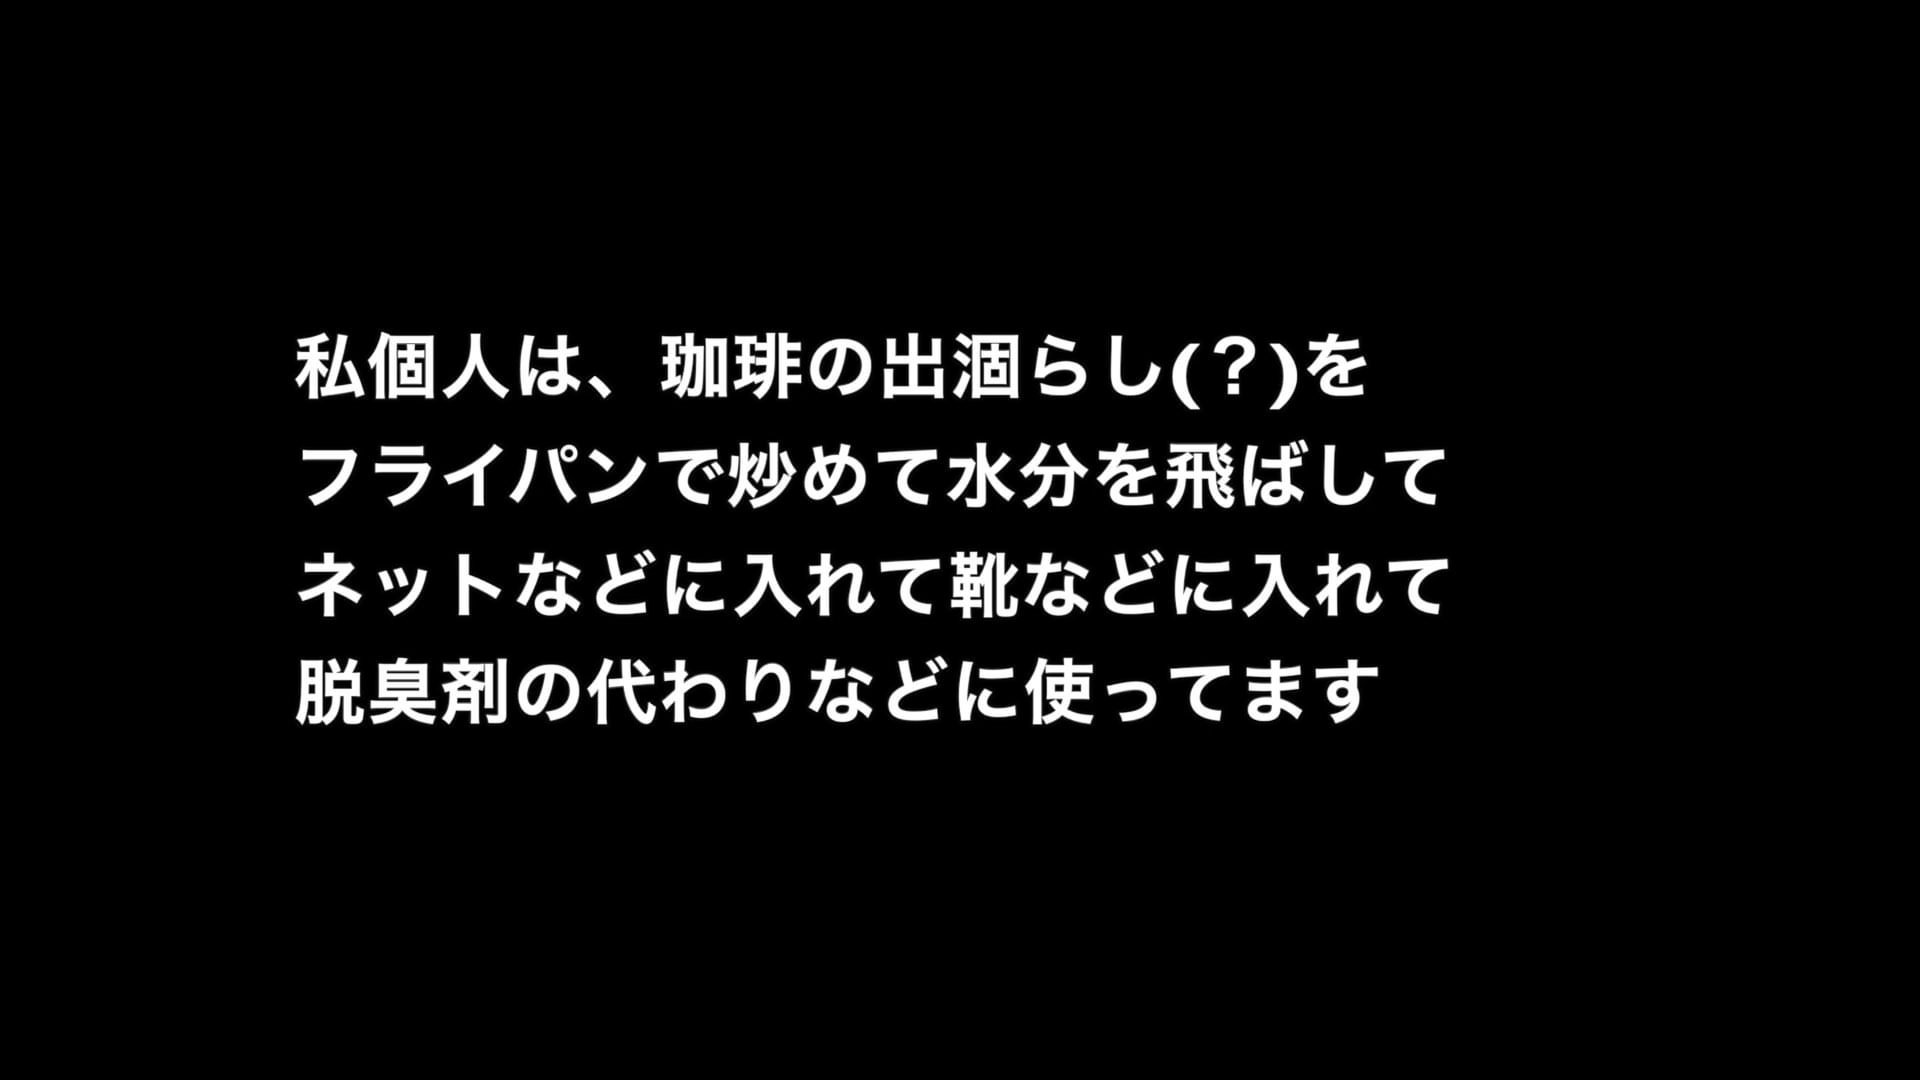 私個人は、珈琲の出涸らし(？)を
フライパンで炒めて水分を飛ばして
ネットなどに入れて靴などに入れて
脱臭剤の代わりなどに使ってます